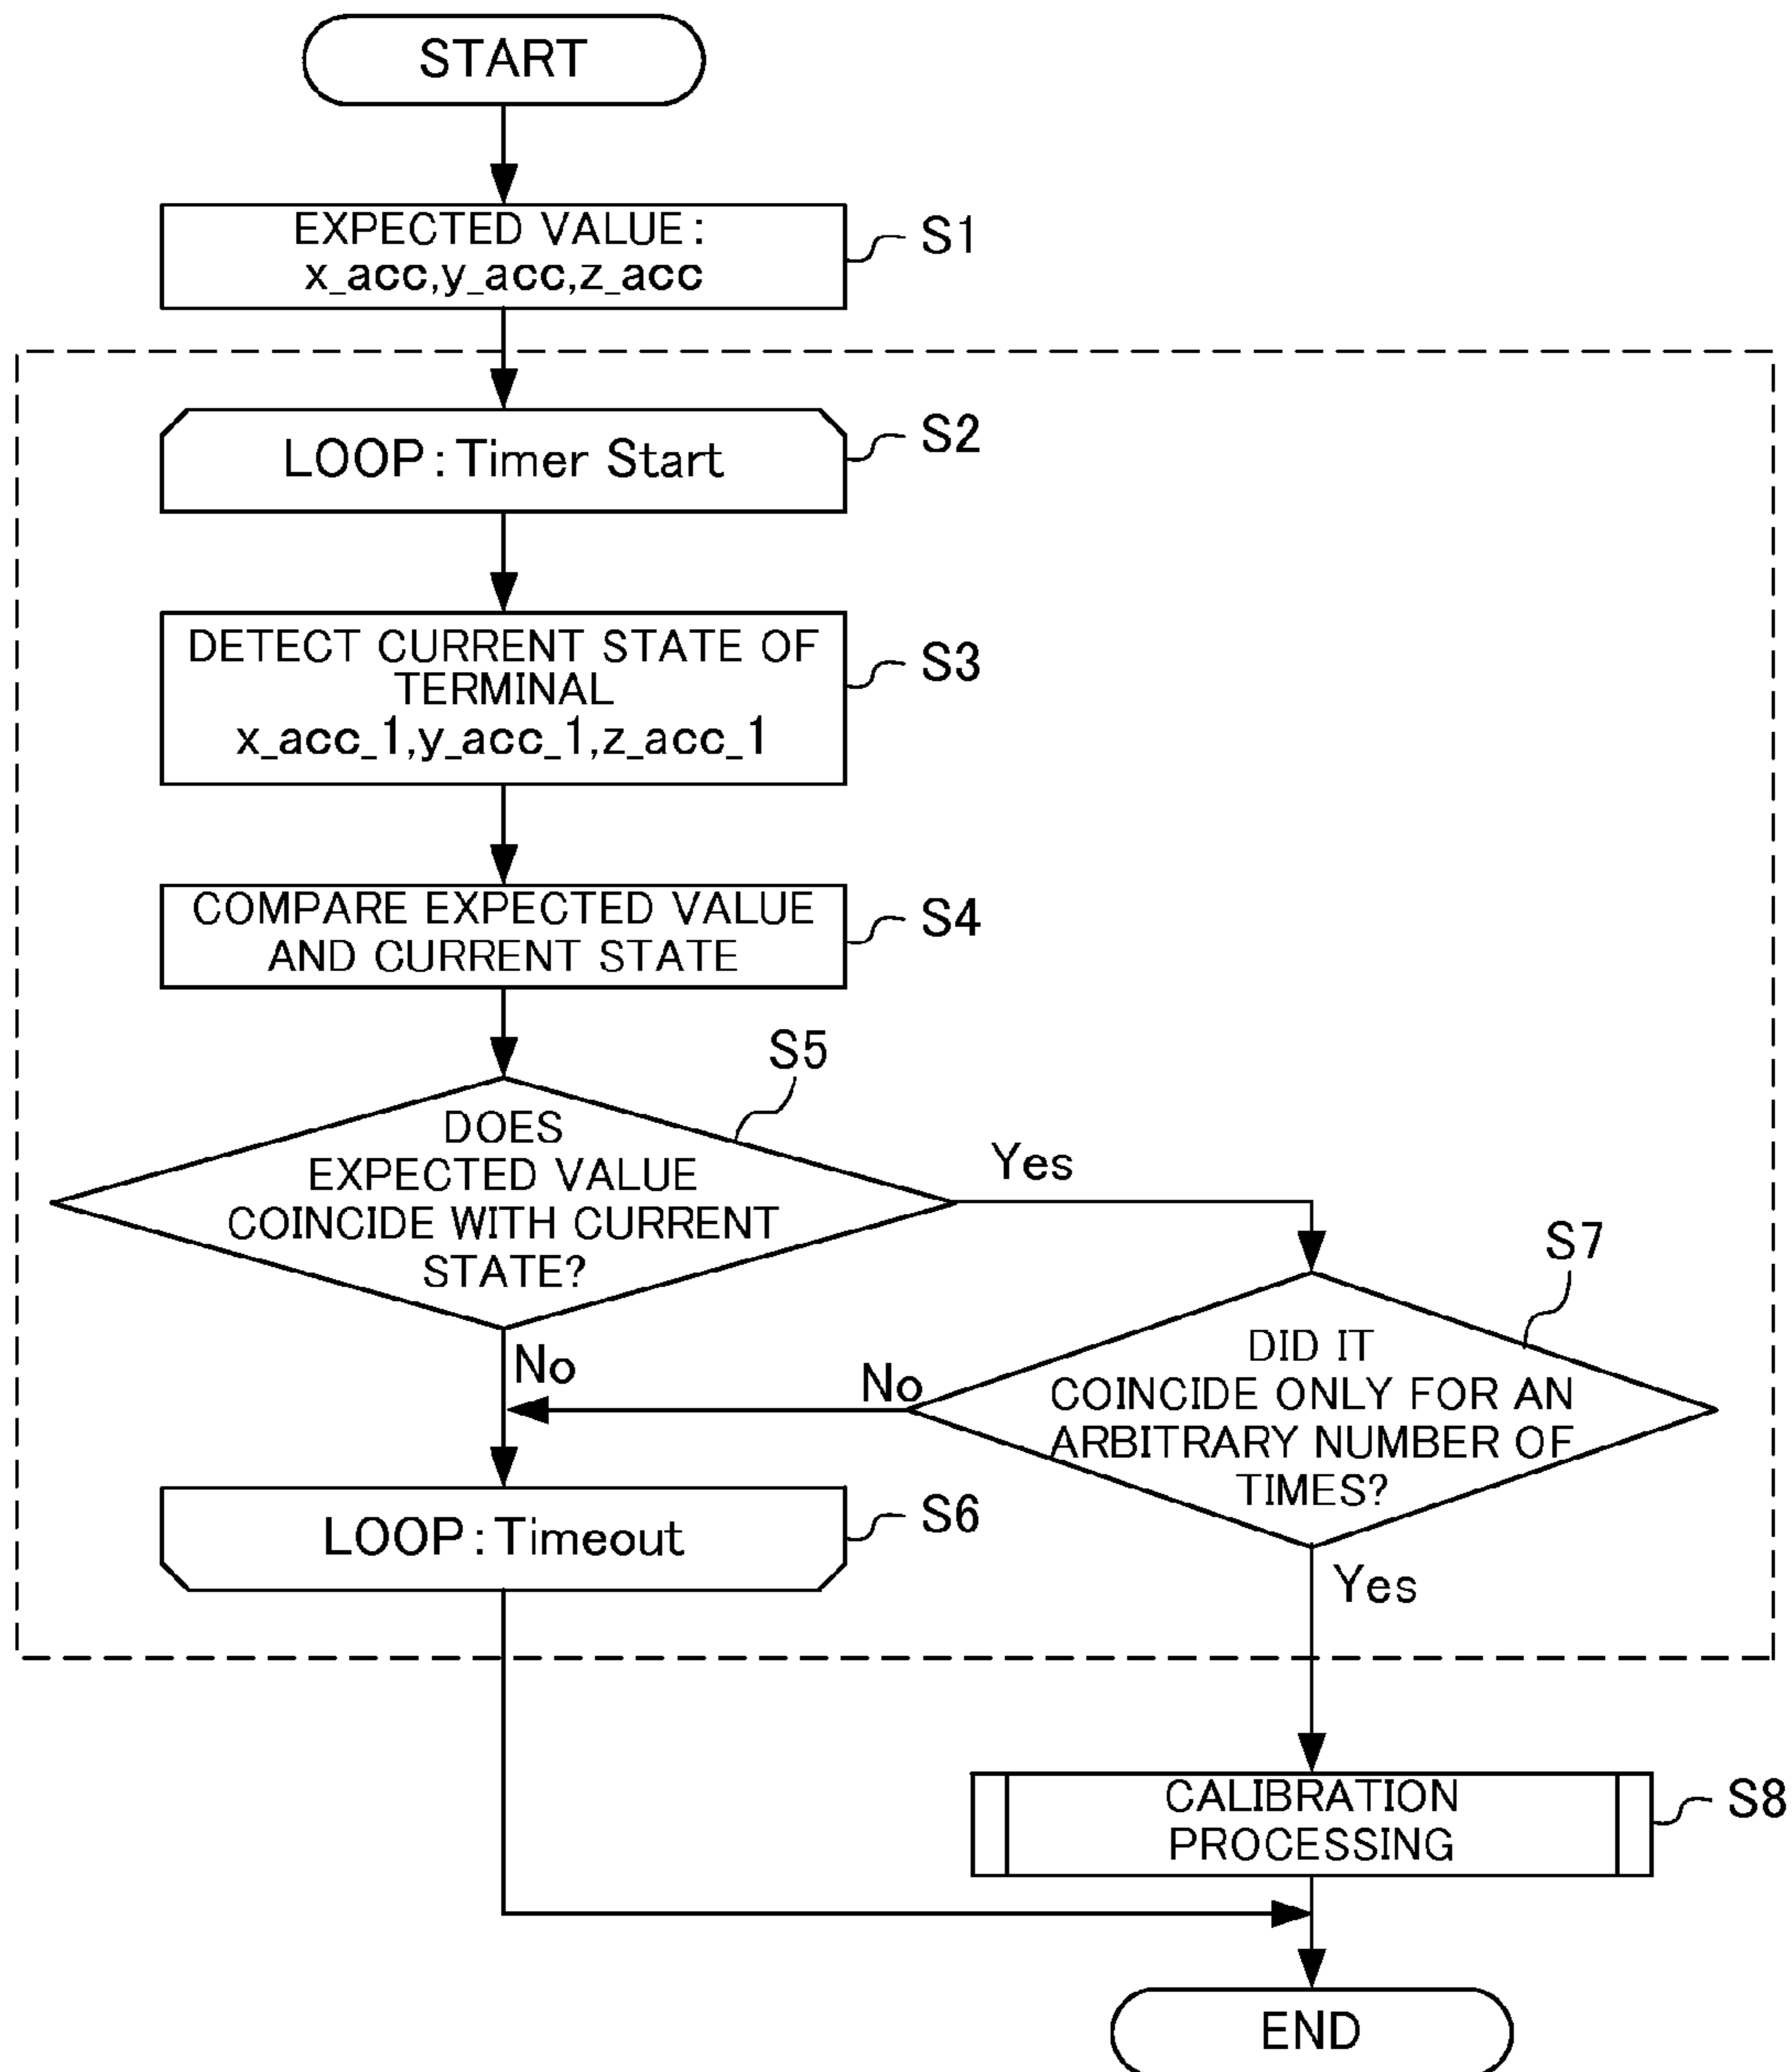 START
EXPECTED VALUE:
x_acc,y_acc,z_acc
S1
LOOP:Timer Start
S2
DETECT CURRENT STATE OF
TERMINAL
x_acc_1,y_acc_1,z_acc_1
S3
COMPARE EXPECTED VALUE
AND CURRENT STATE
S4
S5
DOES
EXPECTED VALUE
COINCIDE WITH CURRENT
STATE?
Yes
No
S7
DID IT
COINCIDE ONLY FOR AN
ARBITRARY NUMBER OF
TIMES?
No
Yes
LOOP:Timeout
S6
CALIBRATION
PROCESSING
S8
END